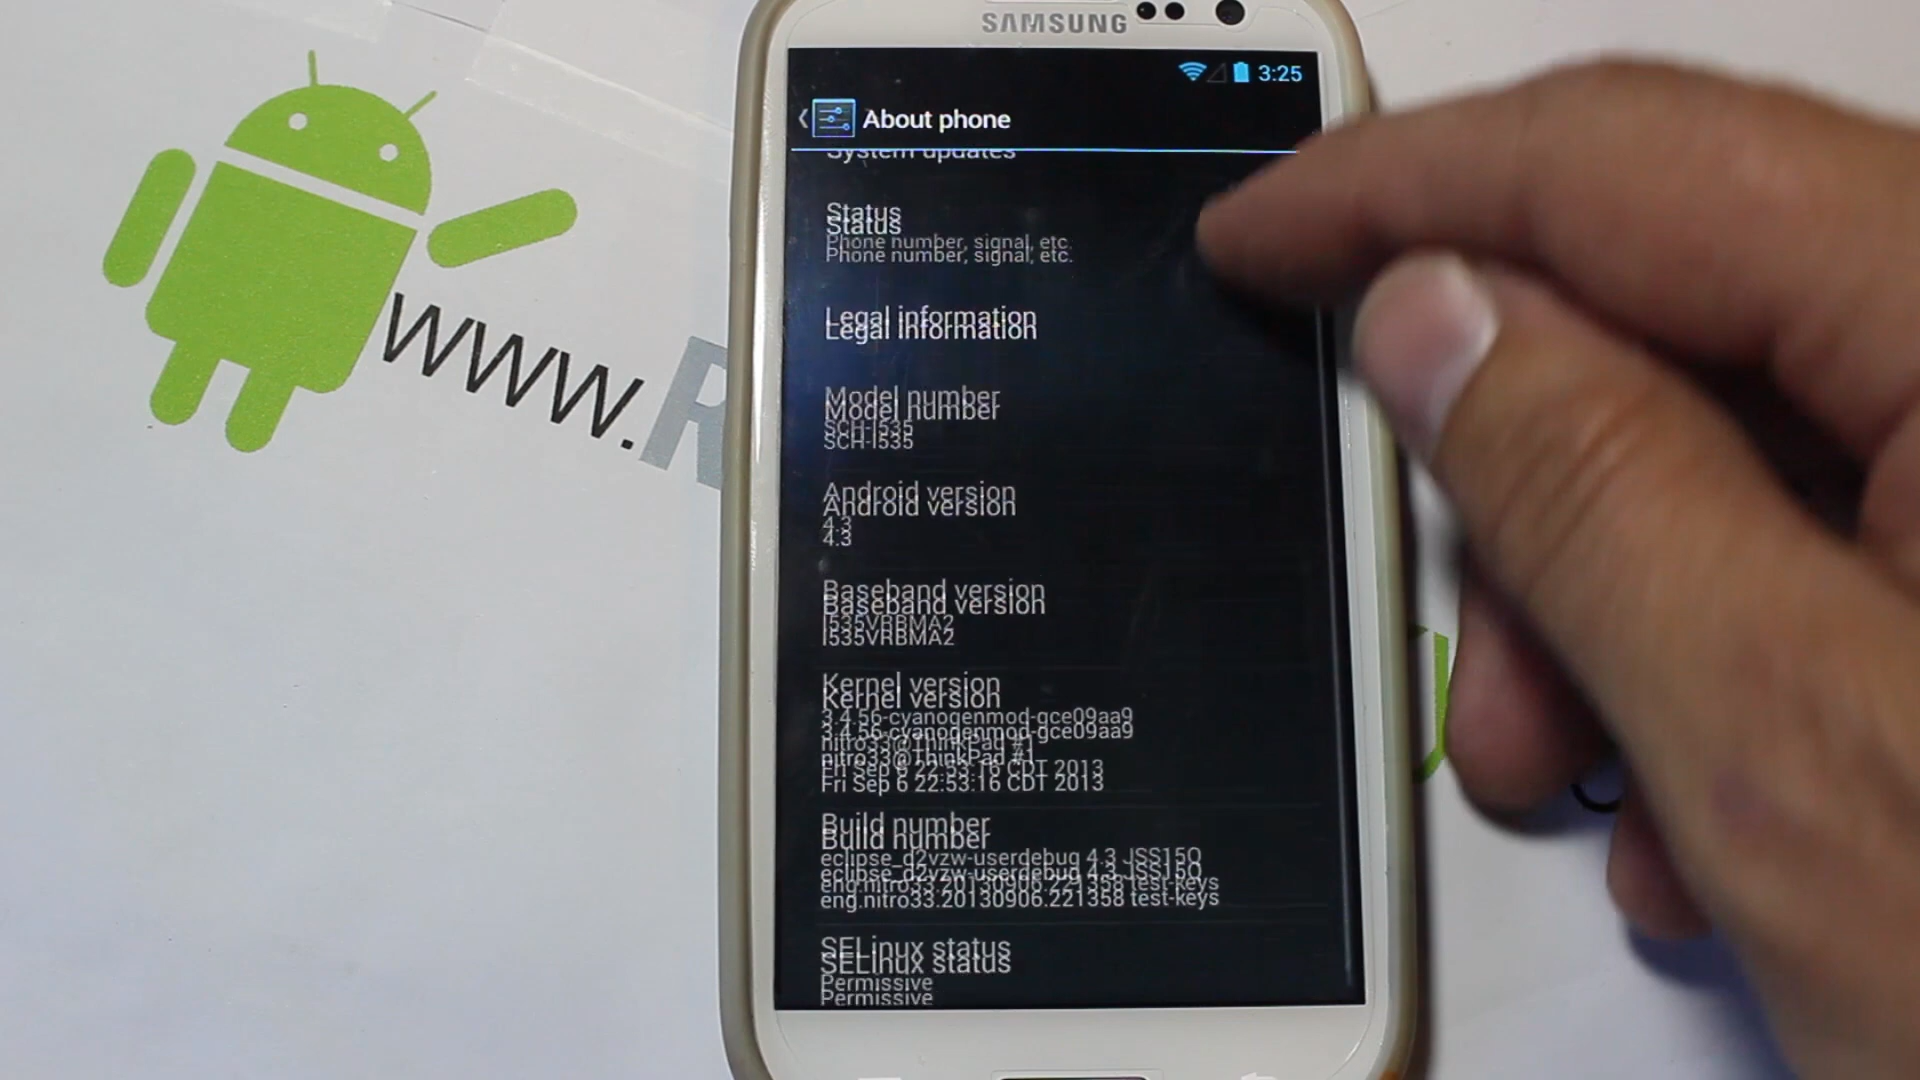 SAMSUNG
3:25
About phone
System updates
Status
Phone number, signal, etc.
Legal information
Model number
SCH-I535
Android version
4.3
Baseband version
I535VRBMA2
Kernel version
3.4.56-cyanogenmod-gce09aa9
nitro33@ThinkPad #1
Fri Sep 6 22:53:16 CDT 2013
Build number
eclipse_d2vzw-userdebug 4.3 JSS15Q
eng.nitro33.20130906.221358 test-keys
SELinux status
Permissive
www.R